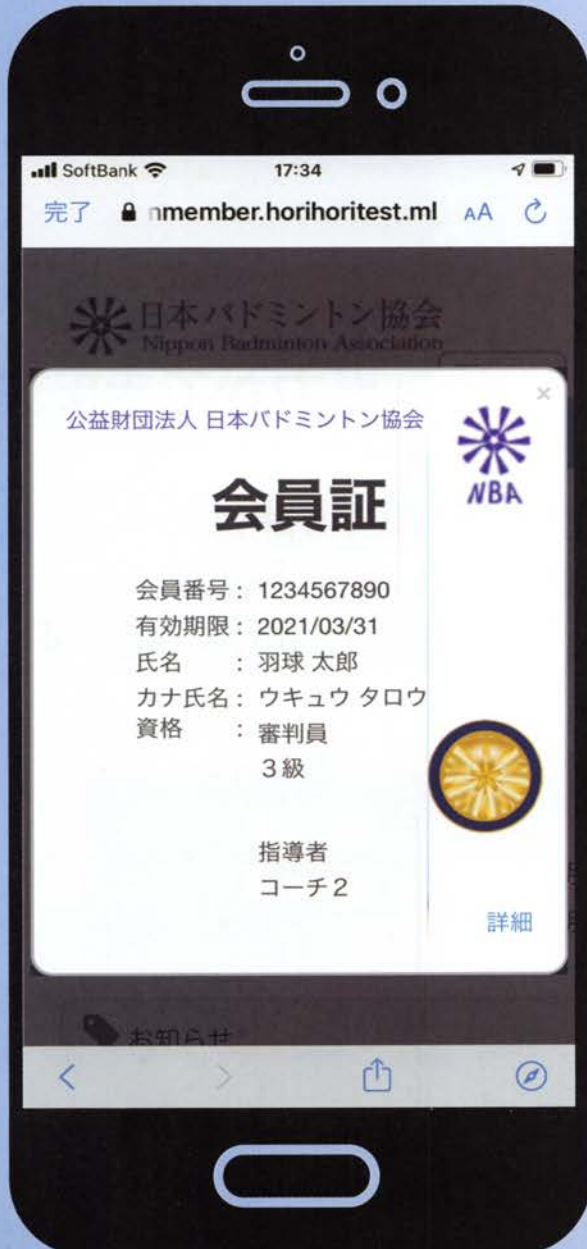 SoftBank 17:34
完了 nmember.horihoritest.ml AA
日本バドミントン協会
Nippon Badminton Association
公益財団法人 日本バドミントン協会
NBA
会員証
会員番号： 1234567890
有効期限： 2021/03/31
氏名 ： 羽球 太郎
カナ氏名： ウキュウ タロウ
資格 ： 審判員
３級
指導者
コーチ２
詳細
お知らせ